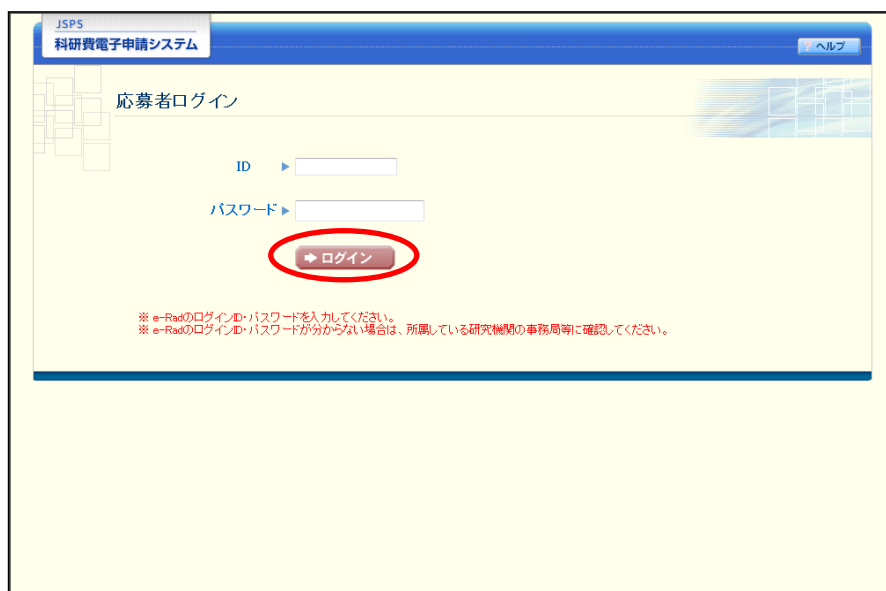 JSPS
科研費電子申請システム
? ヘルプ
応募者ログイン
ID
パスワード
ログイン
※ e-RadのログインID・パスワードを入力してください。
※ e-RadのログインID・パスワードが分からない場合は、所属している研究機関の事務局等に確認してください。